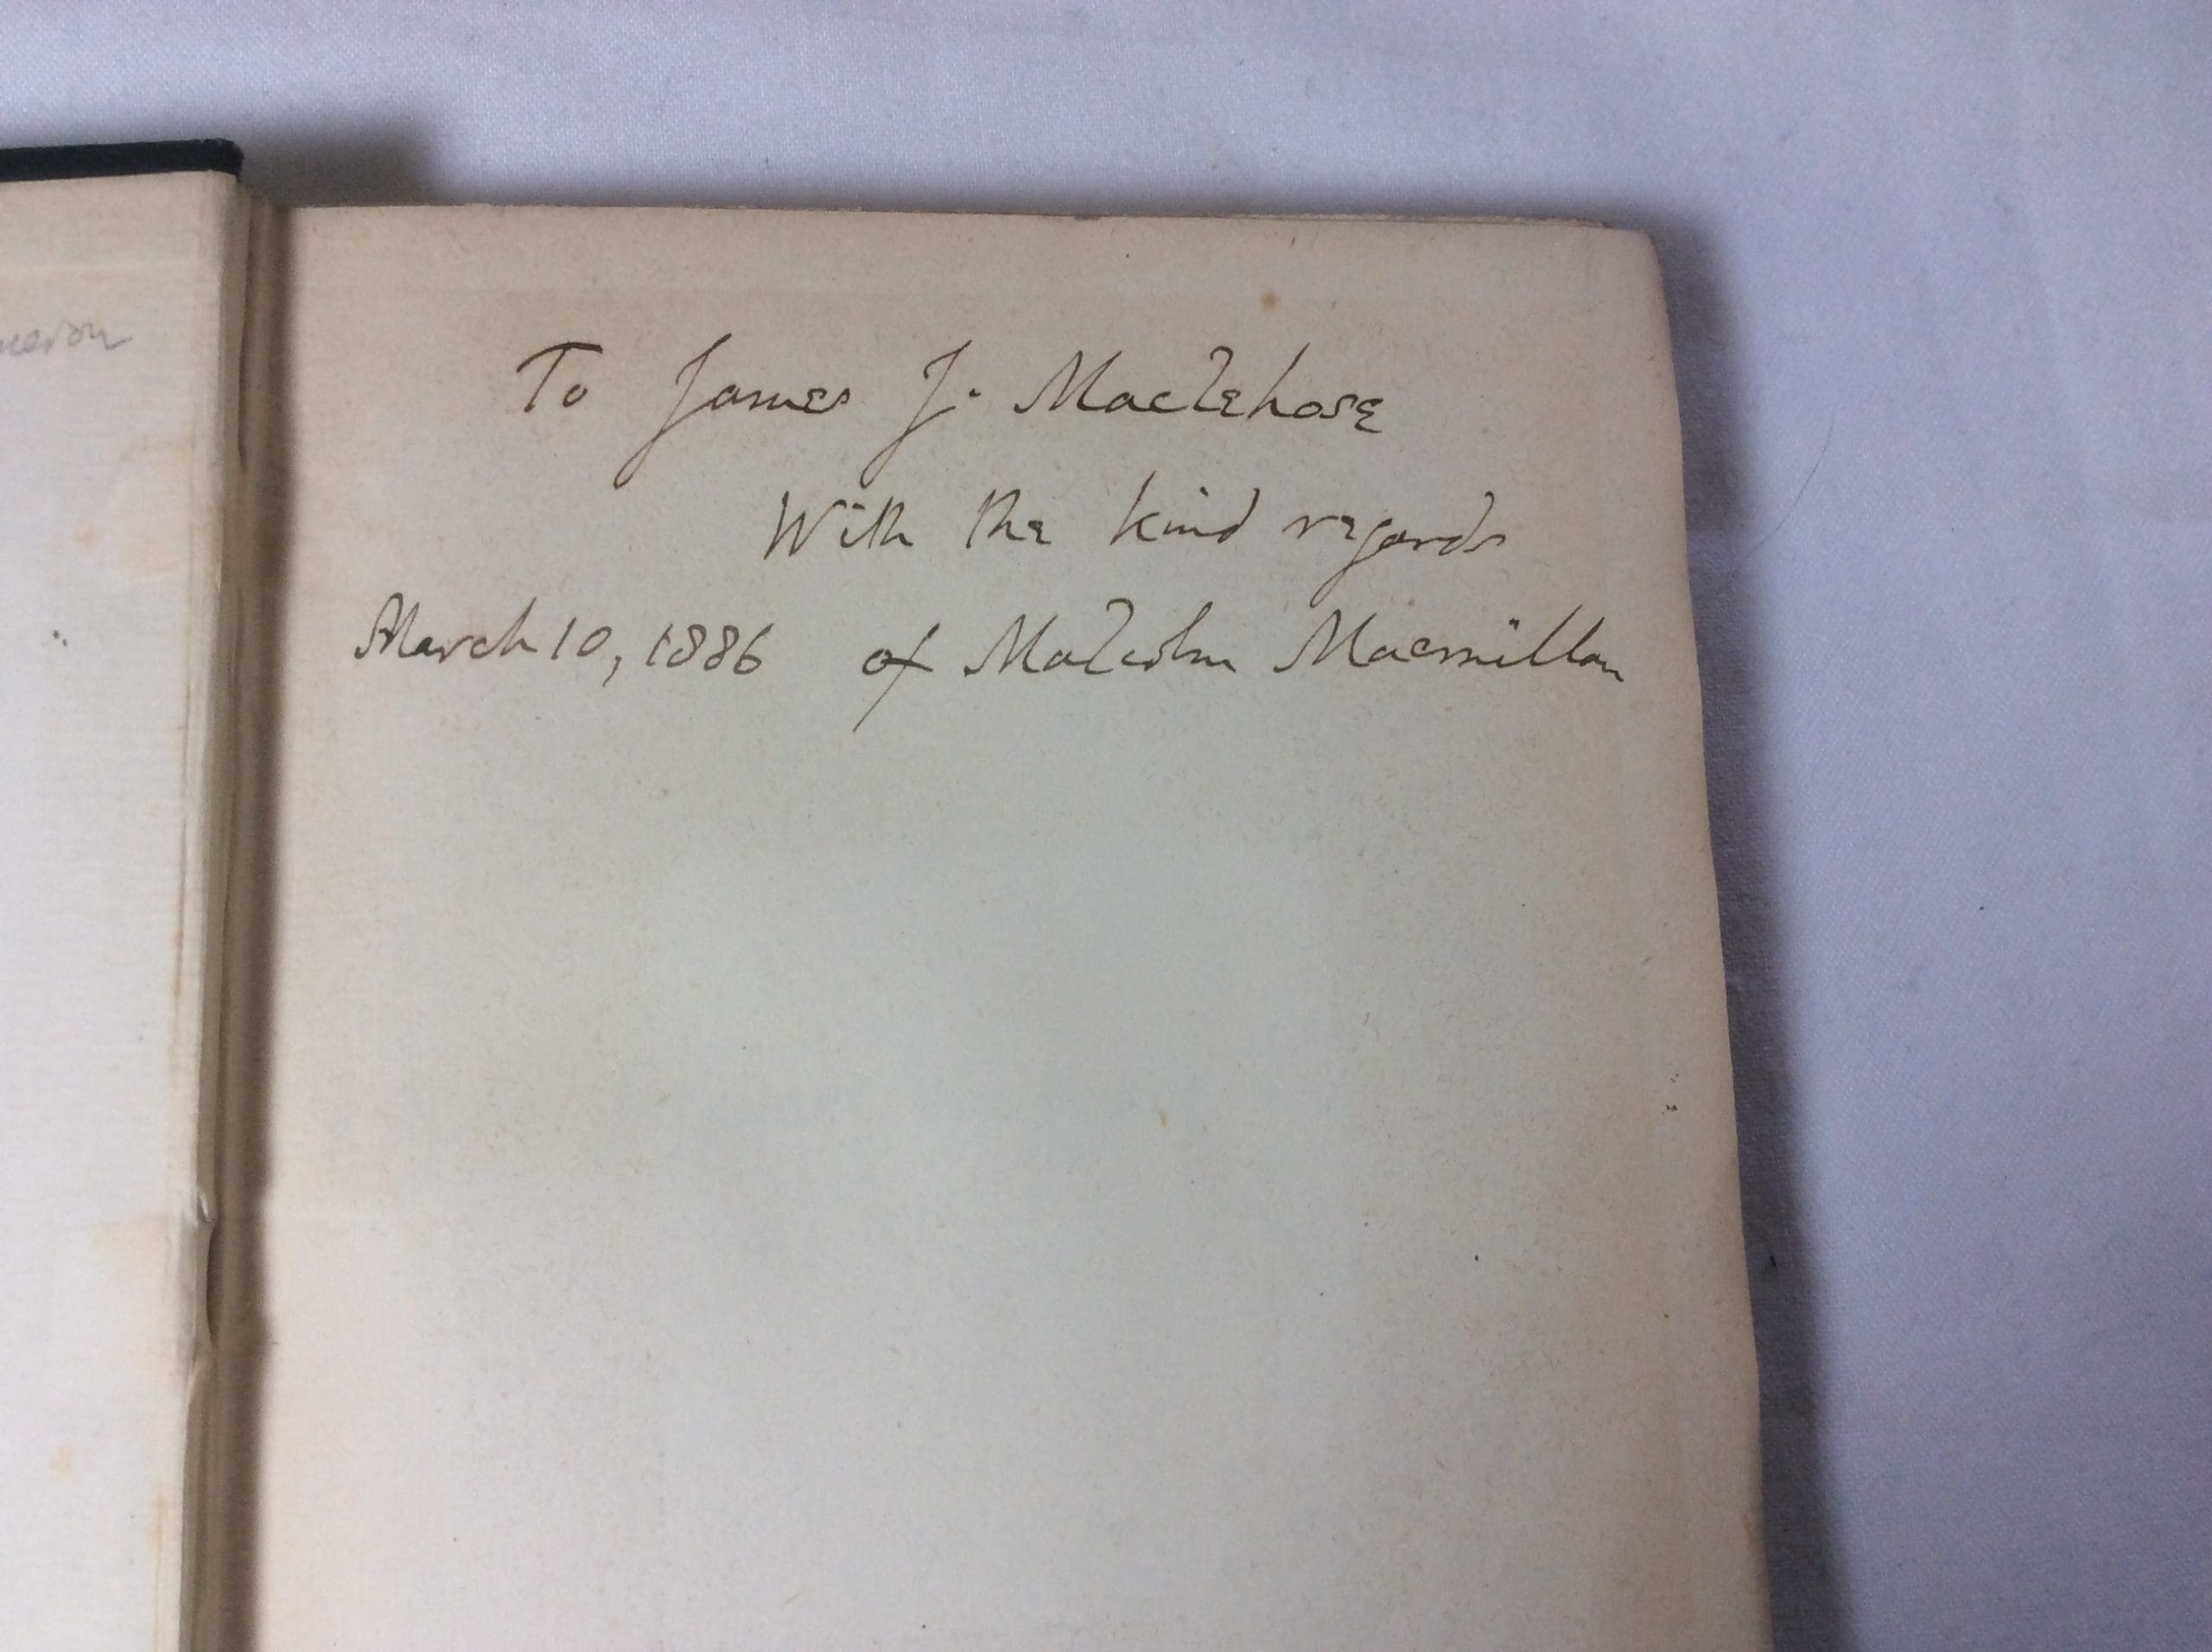 To James J. Maclehose
With the kind regards
March 10, 1886 of Malcolm Macmillan